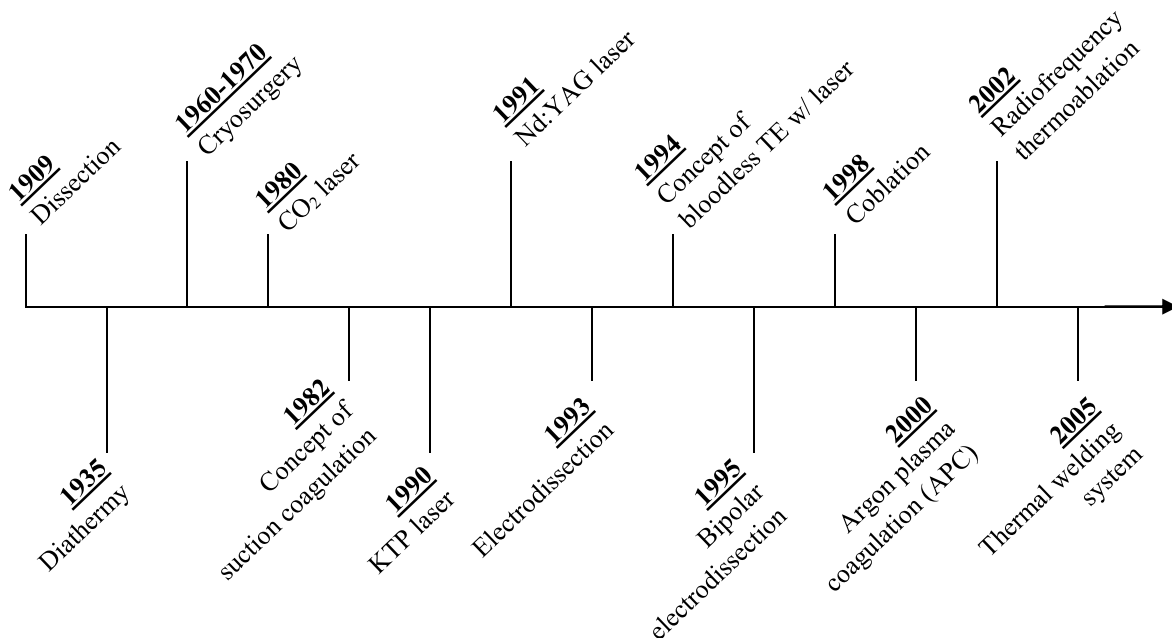 1909
Dissection
1935
Diathermy
1960-1970
Cryosurgery
1980
CO₂ laser
1982
Concept of
suction coagulation
1990
KTP laser
1991
Nd:YAG laser
1993
Electrodissection
1994
Concept of
bloodless TE w/ laser
1995
Bipolar
electrodissection
1998
Coblation
2000
Argon plasma
coagulation (APC)
2002
Radiofrequency
thermoablation
2005
Thermal welding
system